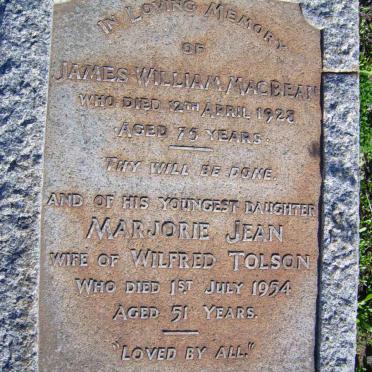 IN LOVING MEMORY
OF
JAMES WILLIAM MACBEAN
WHO DIED 12TH APRIL 1928
AGED 76 YEARS.
THY WILL BE DONE.
AND OF HIS YOUNGEST DAUGHTER
MARJORIE JEAN
WIFE OF WILFRED TOLSON
WHO DIED 1ST JULY 1954
AGED 51 YEARS.
"LOVED BY ALL."